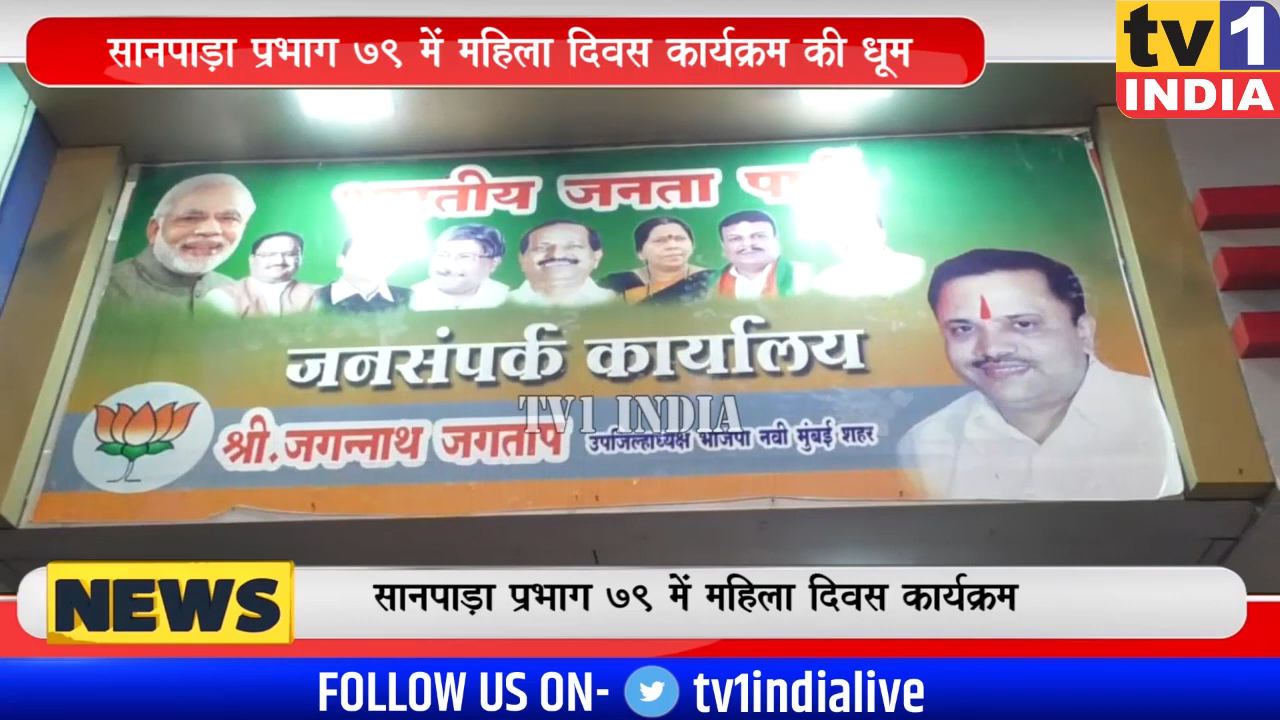 सानपाड़ा प्रभाग ७९ में महिला दिवस कार्यक्रम की धूम
tv1
INDIA
जनता
जनसंपर्क कार्यालय
TV1 INDIA
श्री.जगन्नाथ जगताप
उपजिल्हाध्यक्ष भाजपा नवी मुंबई शहर
NEWS
सानपाड़ा प्रभाग ७९ में महिला दिवस कार्यक्रम
FOLLOW US ON- tv1indialive